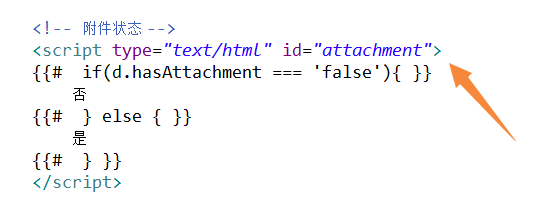 <!-- 附件状态 -->
<script type="text/html" id="attachment">
{{#  if(d.hasAttachment === 'false'){ }}
否
{{#  } else { }}
是
{{#  } }}
</script>